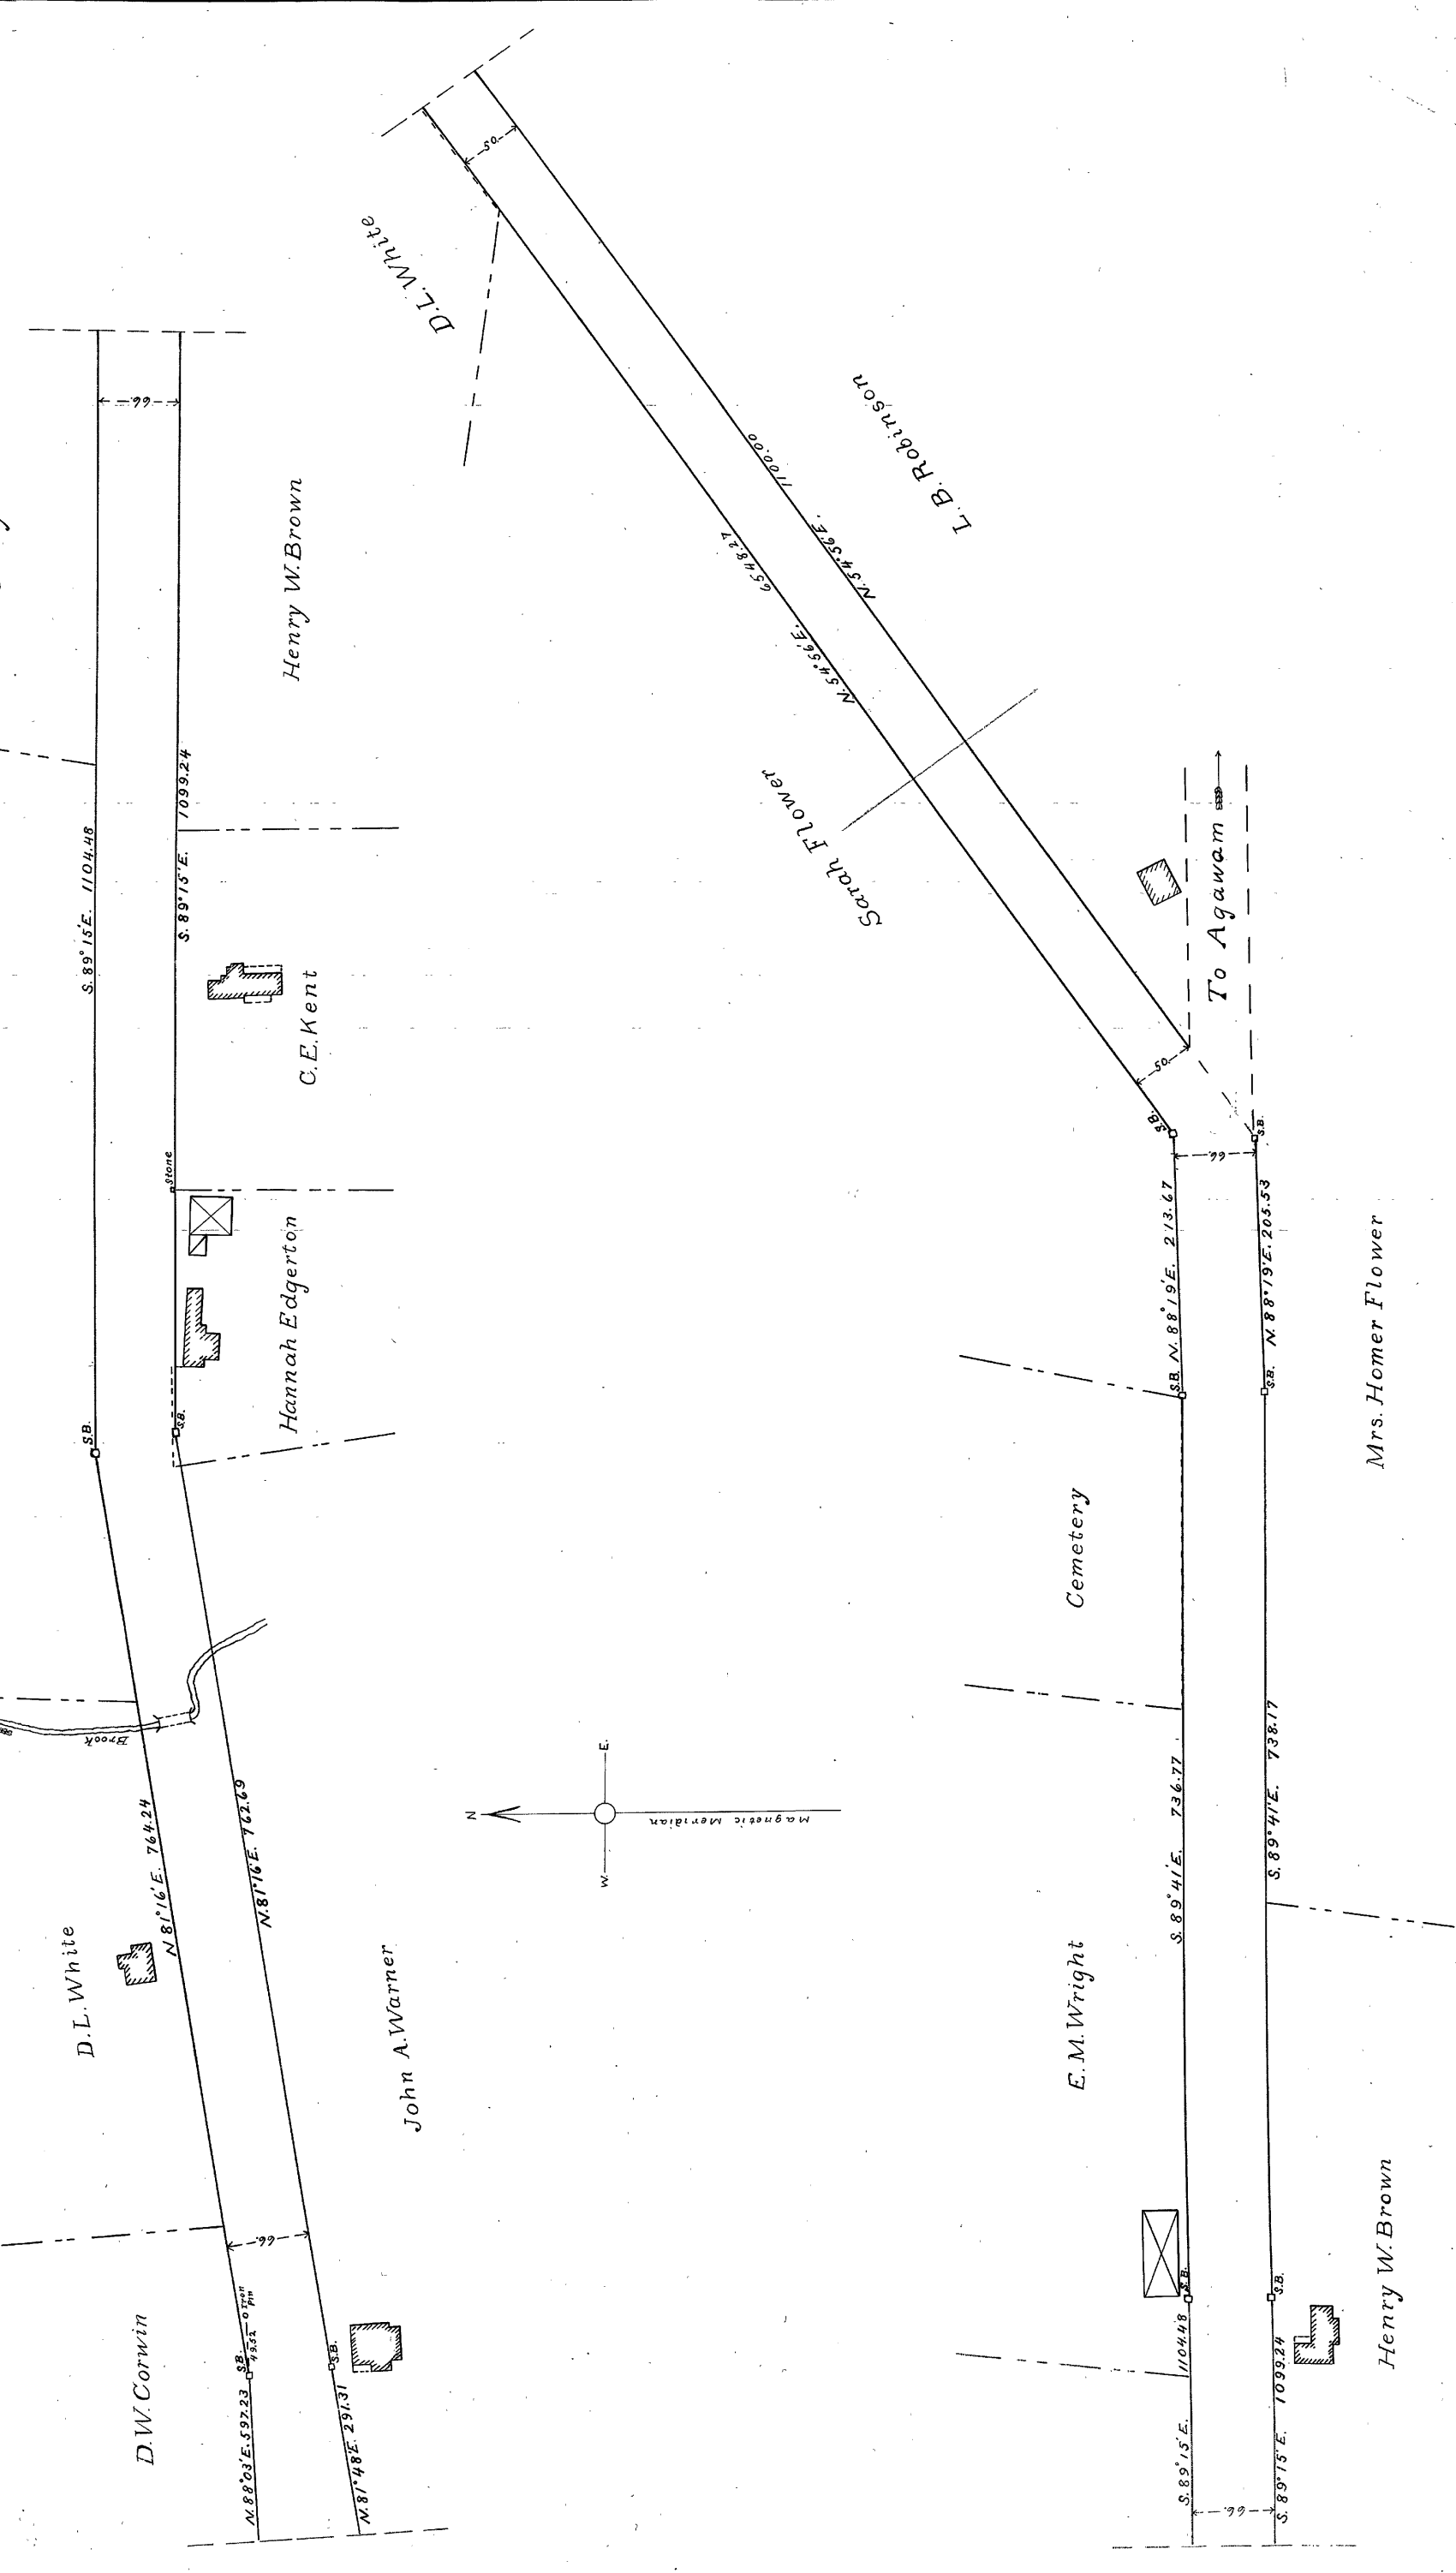 D.W. Corwin
N. 88°03'E. 597.23
S.B.
49.52
Iron Pin
66.
N. 81°48'E. 291.31
S.B.
D.L. White
N 81°16'E. 764.24
Brook
N. 81°16'E. 762.69
John A. Warner
S.B.
S. 89°15'E. 1104.48
S.B.
Hannah Edgerton
Stone
C.E. Kent
S. 89°15'E. 1099.24
Henry W. Brown
66.
N
W.
E.
Magnetic Meridian
S. 89°15'E. 1104.48
66.
S. 89°15'E. 1099.24
S.B.
S.B.
Henry W. Brown
E.M. Wright
S. 89°41'E. 736.77
S. 89°41'E. 738.17
Cemetery
S.B.
S.B.
N. 88°19'E. 213.67
N. 88°19'E. 205.53
Mrs. Homer Flower
S.B.
S.B.
66.
50.
To Agawam
Sarah Flower
N. 54°56'E. 6548.27
N. 54°56'E. 1100.00
L.B. Robinson
D.L. White
50.